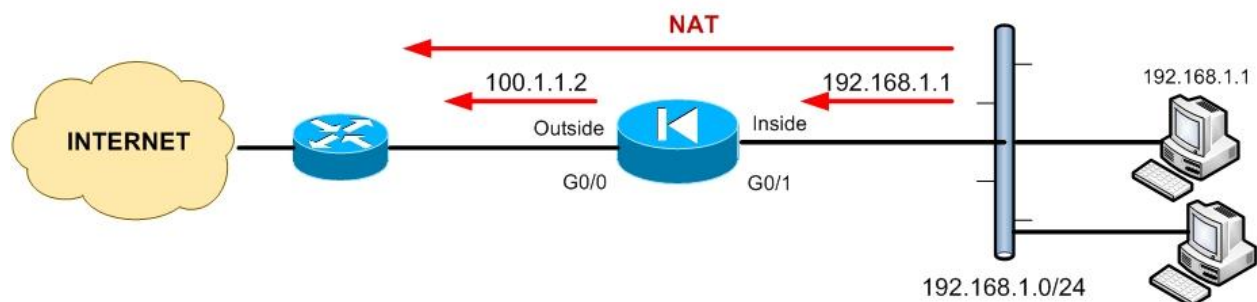 NAT
100.1.1.2
192.168.1.1
192.168.1.1
INTERNET
Outside
Inside
G0/0
G0/1
192.168.1.0/24